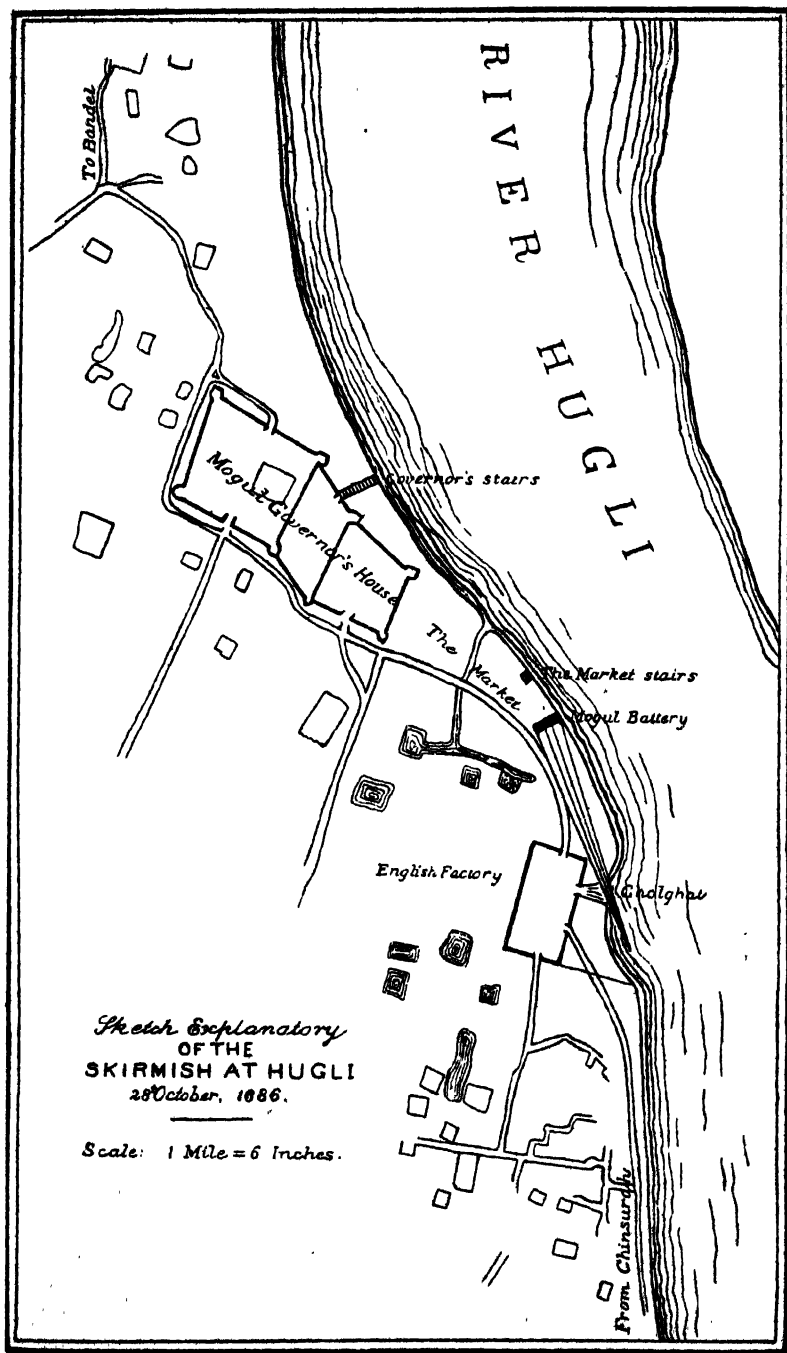 To Bandel
RIVER HUGLI
Governor's stairs
Mogul Governor's House
The Market
The Market stairs
Mogul Battery
English Factory
Gholghat
Sketch Explanatory
OF THE
SKIRMISH AT HUGLI
28th October, 1686.
Scale: 1 Mile = 6 Inches.
From Chinsurah